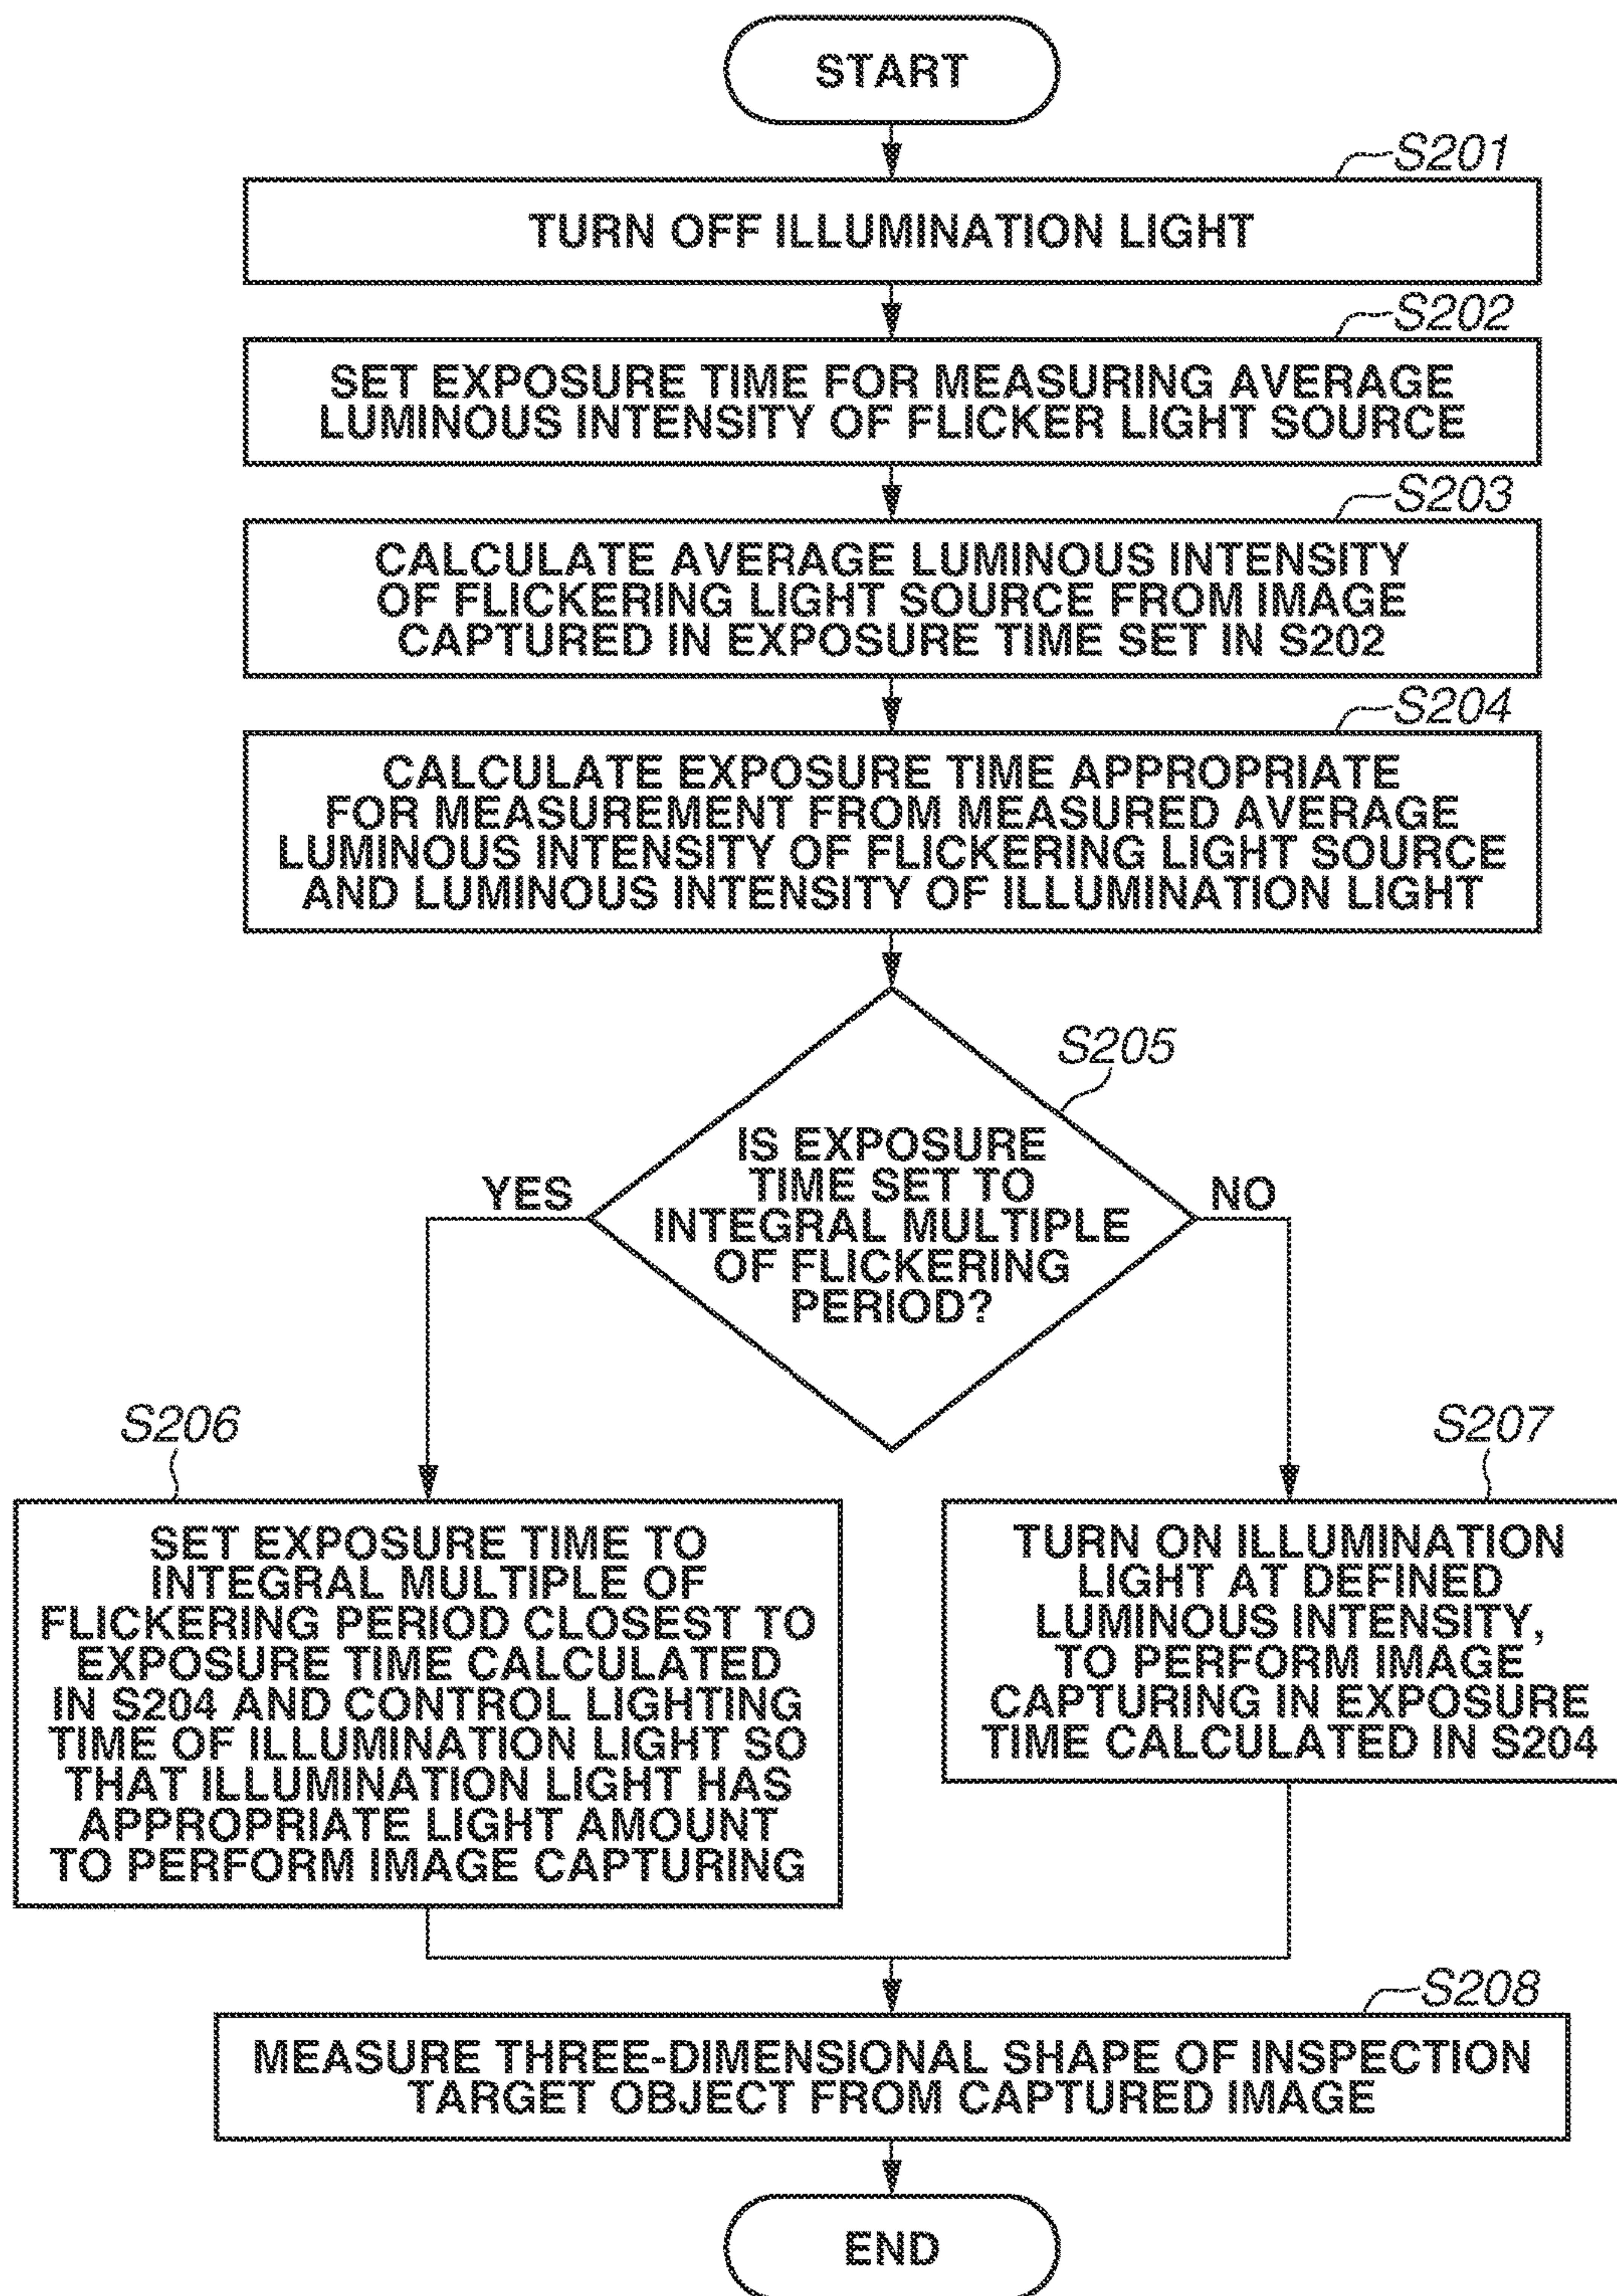 START
S201
TURN OFF ILLUMINATION LIGHT
S202
SET EXPOSURE TIME FOR MEASURING AVERAGE
LUMINOUS INTENSITY OF FLICKER LIGHT SOURCE
S203
CALCULATE AVERAGE LUMINOUS INTENSITY
OF FLICKERING LIGHT SOURCE FROM IMAGE
CAPTURED IN EXPOSURE TIME SET IN S202
S204
CALCULATE EXPOSURE TIME APPROPRIATE
FOR MEASUREMENT FROM MEASURED AVERAGE
LUMINOUS INTENSITY OF FLICKERING LIGHT SOURCE
AND LUMINOUS INTENSITY OF ILLUMINATION LIGHT
S205
IS EXPOSURE
TIME SET TO
INTEGRAL MULTIPLE
OF FLICKERING
PERIOD?
YES
NO
S206
SET EXPOSURE TIME TO
INTEGRAL MULTIPLE OF
FLICKERING PERIOD CLOSEST TO
EXPOSURE TIME CALCULATED
IN S204 AND CONTROL LIGHTING
TIME OF ILLUMINATION LIGHT SO
THAT ILLUMINATION LIGHT HAS
APPROPRIATE LIGHT AMOUNT
TO PERFORM IMAGE CAPTURING
S207
TURN ON ILLUMINATION
LIGHT AT DEFINED
LUMINOUS INTENSITY,
TO PERFORM IMAGE
CAPTURING IN EXPOSURE
TIME CALCULATED IN S204
S208
MEASURE THREE-DIMENSIONAL SHAPE OF INSPECTION
TARGET OBJECT FROM CAPTURED IMAGE
END